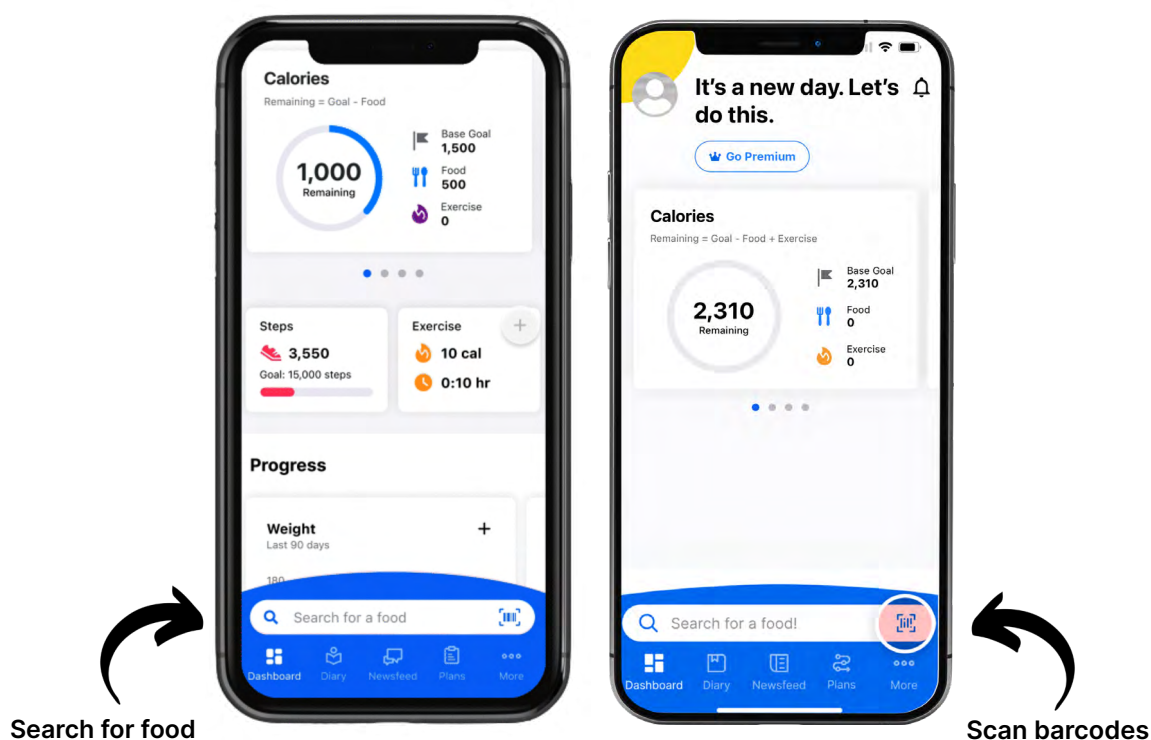 Calories
Remaining = Goal - Food
1,000
Remaining
Base Goal
1,500
Food
500
Exercise
0
Steps
3,550
Goal: 15,000 steps
Exercise
10 cal
0:10 hr
Progress
Weight
Last 90 days
180
Search for a food
Dashboard
Diary
Newsfeed
Plans
More
Search for food
It's a new day. Let's
do this.
Go Premium
Calories
Remaining = Goal - Food + Exercise
2,310
Remaining
Base Goal
2,310
Food
0
Exercise
0
Search for a food!
Dashboard
Diary
Newsfeed
Plans
More
Scan barcodes